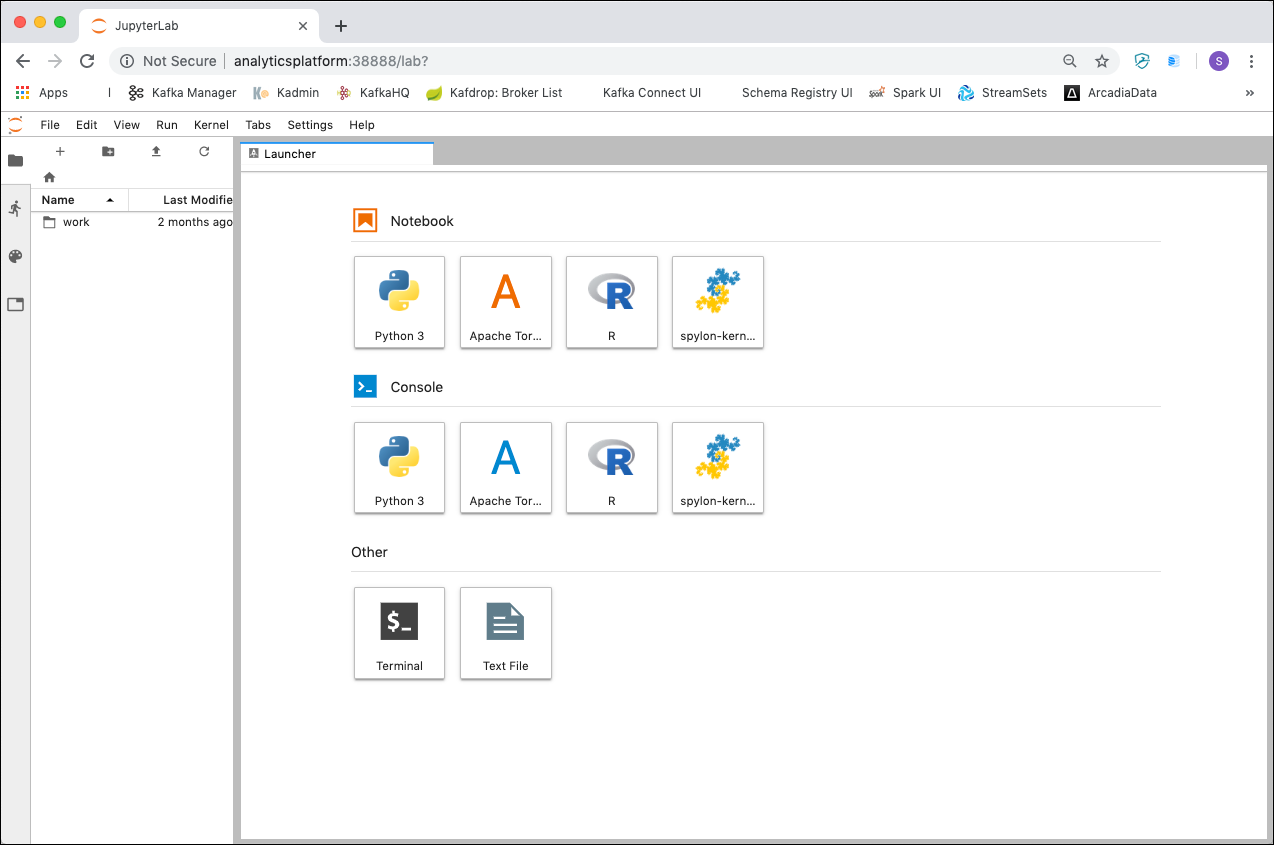 JupyterLab
Not Secure analyticsplatform:38888/lab? S
Apps I Kafka Manager Kadmin KafkaHQ Kafdrop: Broker List Kafka Connect UI Schema Registry UI Spark UI StreamSets ArcadiaData »
File Edit View Run Kernel Tabs Settings Help
Launcher
Name Last Modifie
work 2 months ago
Notebook
Python 3 Apache Tor... R spylon-kern...
Console
Python 3 Apache Tor... R spylon-kern...
Other
$_
Terminal Text File